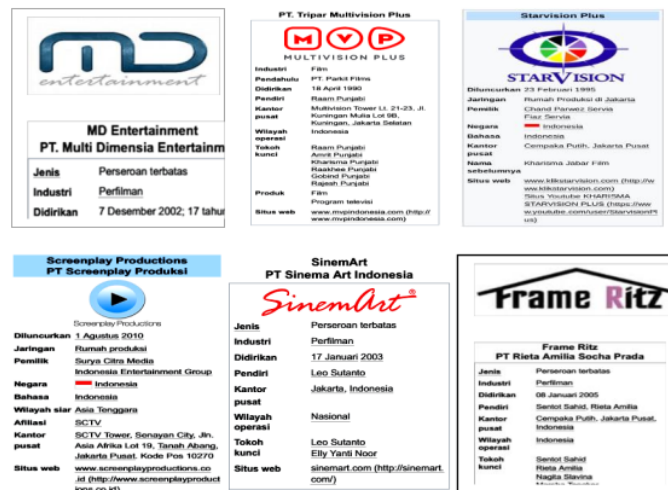 MD
entertainment
MD Entertainment
PT. Multi Dimensia Entertainm
Jenis Perseroan terbatas
Industri Perfilman
Didirikan 7 Desember 2002; 17 tahun
PT. Tripar Multivision Plus
MVP
MULTIVISION PLUS
Industri Film
Pendahulu PT. Parkit Films
Didirikan 18 April 1990
Pendiri Raam Punjabi
Kantor Multivision Tower Lt. 21-23, Jl.
pusat Kuningan Mulia Lot 9B,
Kuningan, Jakarta Selatan
Wilayah Indonesia
operasi
Tokoh Raam Punjabi
kunci Amrit Punjabi
Kharisma Punjabi
Raakhee Punjabi
Gobind Punjabi
Rajesh Punjabi
Produk Film
Program televisi
Situs web www.mvpindonesia.com (http://
www.mvpindonesia.com)
Starvision Plus
STARVISION
Diluncurkan 23 Februari 1995
Jaringan Rumah Produksi di Jakarta
Pemilik Chand Parwez Servia
Fiaz Servia
Negara Indonesia
Bahasa Indonesia
Kantor Cempaka Putih, Jakarta Pusat
pusat
Nama Kharisma Jabar Film
sebelumnya
Situs web www.klikstarvision.com (http://w
ww.klikstarvision.com)
Situs Youtube KHARISMA
STARVISION PLUS (https://ww
w.youtube.com/user/StarvisionPl
us)
Screenplay Productions
PT Screenplay Produksi
Screenplay Productions
Diluncurkan 1 Agustus 2010
Jaringan Rumah produksi
Pemilik Surya Citra Media
Indonesia Entertainment Group
Negara Indonesia
Bahasa Indonesia
Wilayah siar Asia Tenggara
Afiliasi SCTV
Kantor SCTV Tower, Senayan City, Jln.
pusat Asia Afrika Lot 19, Tanah Abang,
Jakarta Pusat. Kode Pos 10270
Situs web www.screenplayproductions.co
.id (http://www.screenplayproduct
ions.co.id)
SinemArt
PT Sinema Art Indonesia
SinemArt®
Jenis Perseroan terbatas
Industri Perfilman
Didirikan 17 Januari 2003
Pendiri Leo Sutanto
Kantor Jakarta, Indonesia
pusat
Wilayah Nasional
operasi
Tokoh Leo Sutanto
kunci Elly Yanti Noor
Situs web sinemart.com (http://sinemart.
com/)
Frame Ritz
Frame Ritz
PT Rieta Amilia Socha Prada
Jenis Perseroan terbatas
Industri Perfilman
Didirikan 08 Januari 2005
Pendiri Sentot Sahid, Rieta Amilia
Kantor Cempaka Putih, Jakarta Pusat,
pusat Indonesia
Wilayah Indonesia
operasi
Tokoh Sentot Sahid
kunci Rieta Amilia
Nagita Slavina